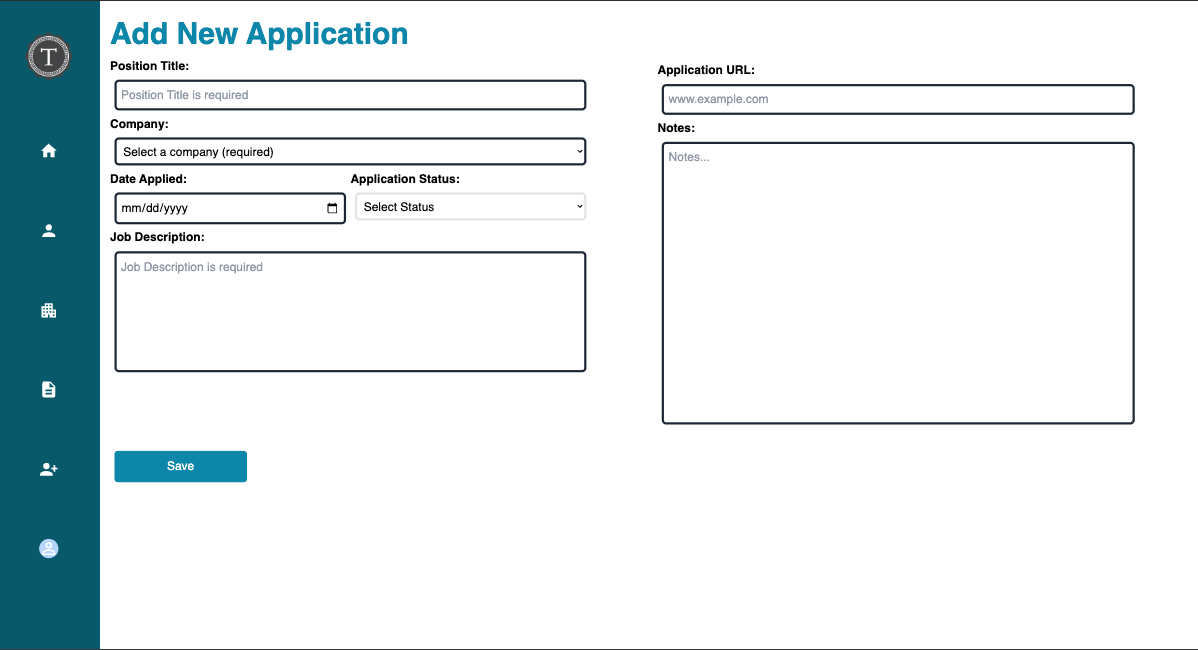 T
Add New Application
Position Title:
Position Title is required
Company:
Select a company (required)
Date Applied:
Application Status:
mm/dd/yyyy
Select Status
Job Description:
Job Description is required
Save
Application URL:
www.example.com
Notes:
Notes...